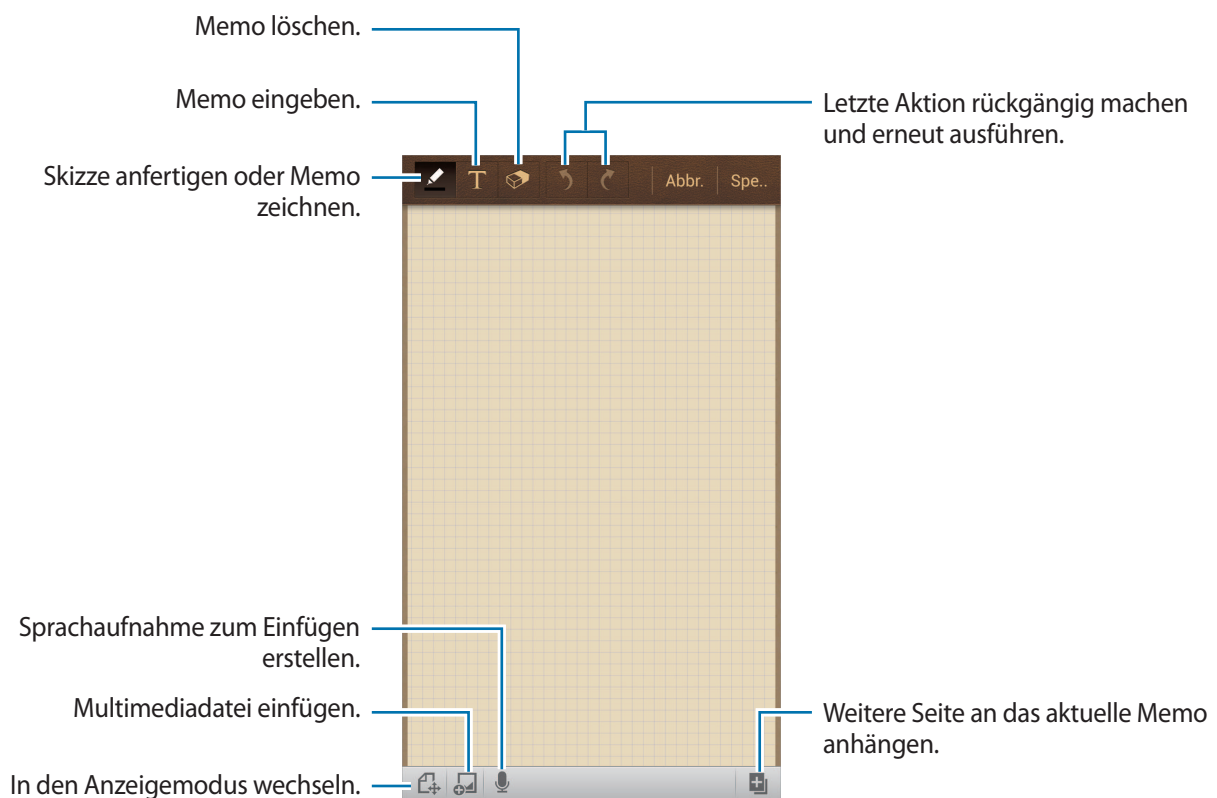 Memo löschen.
Memo eingeben.
Letzte Aktion rückgängig machen
und erneut ausführen.
Skizze anfertigen oder Memo
zeichnen.
T
Abbr.
Spe..
Sprachaufnahme zum Einfügen
erstellen.
Multimediadatei einfügen.
Weitere Seite an das aktuelle Memo
anhängen.
In den Anzeigemodus wechseln.